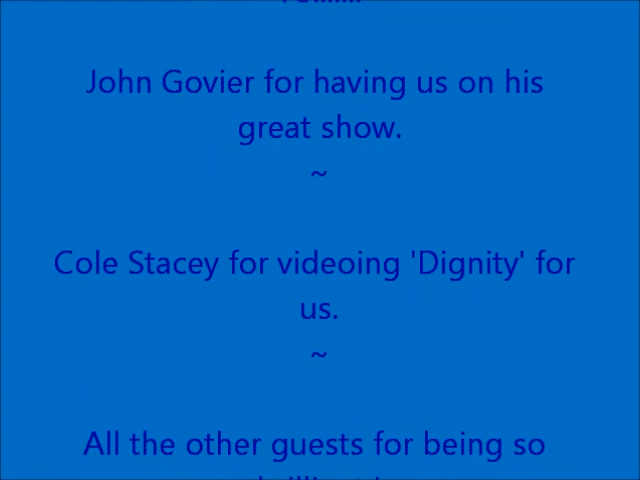 John Govier for having us on his
great show.
~
Cole Stacey for videoing 'Dignity' for
us.
~
All the other guests for being so